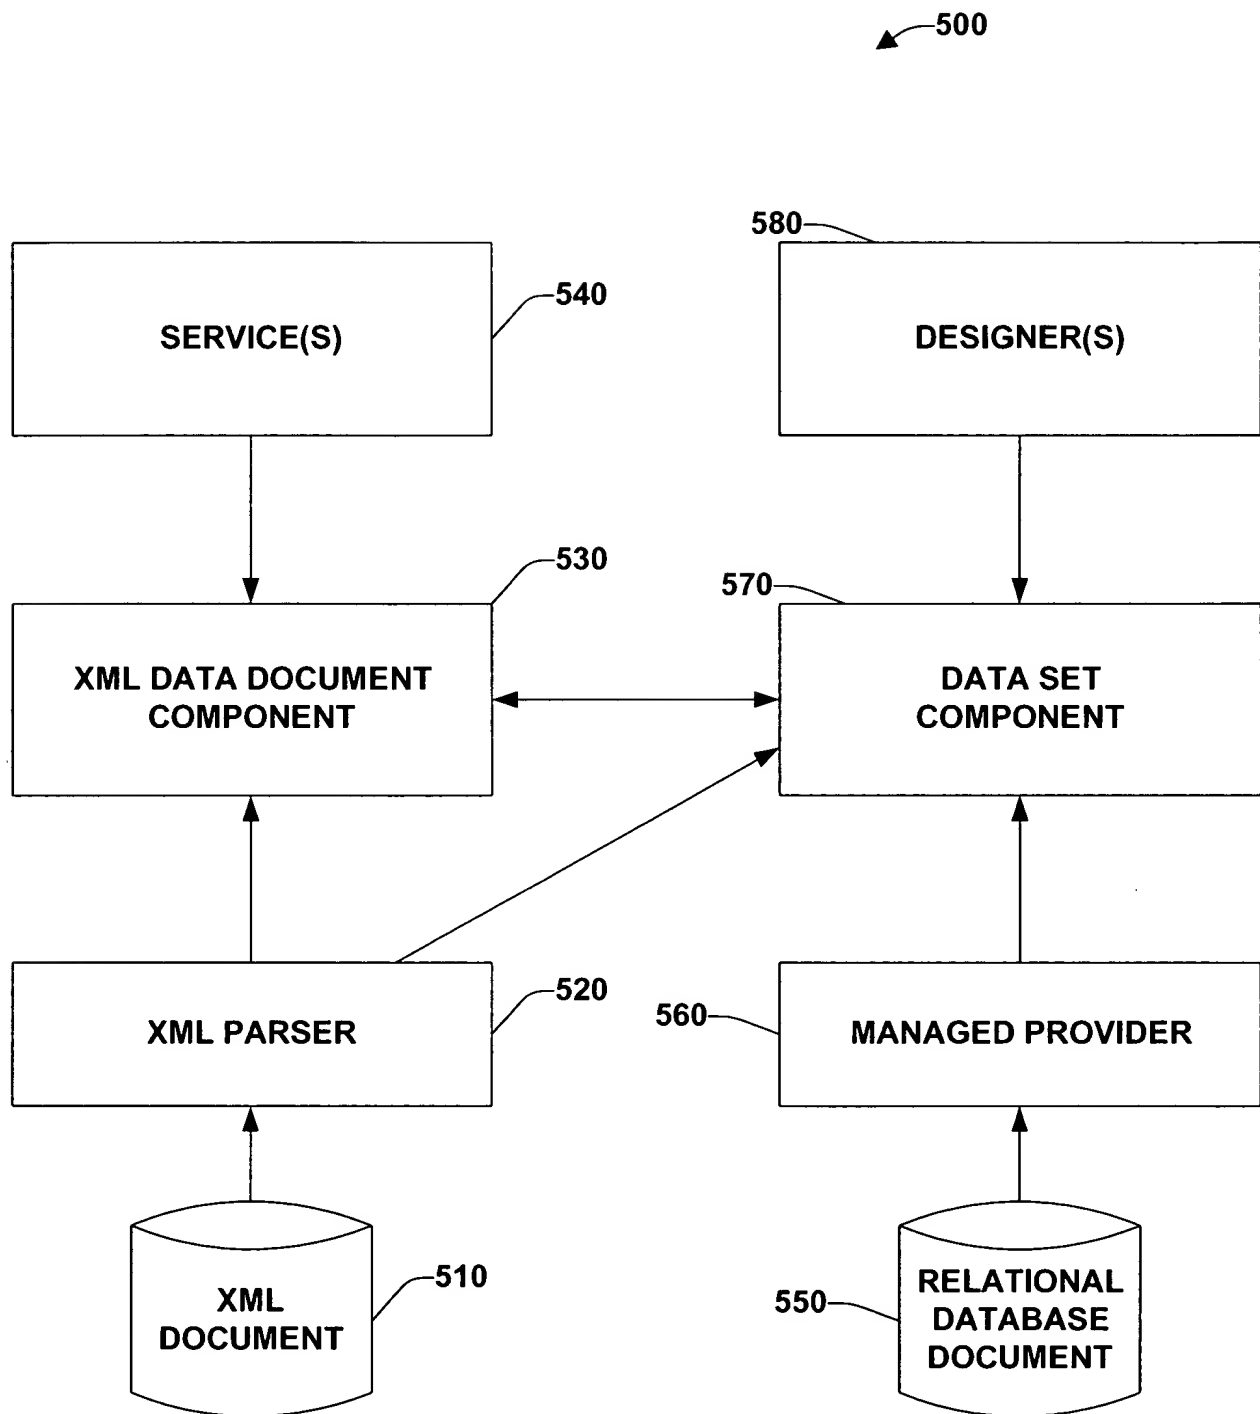 500
580
540
SERVICE(S)
DESIGNER(S)
530
570
XML DATA DOCUMENT
COMPONENT
DATA SET
COMPONENT
520
560
XML PARSER
MANAGED PROVIDER
510
XML
DOCUMENT
550
RELATIONAL
DATABASE
DOCUMENT